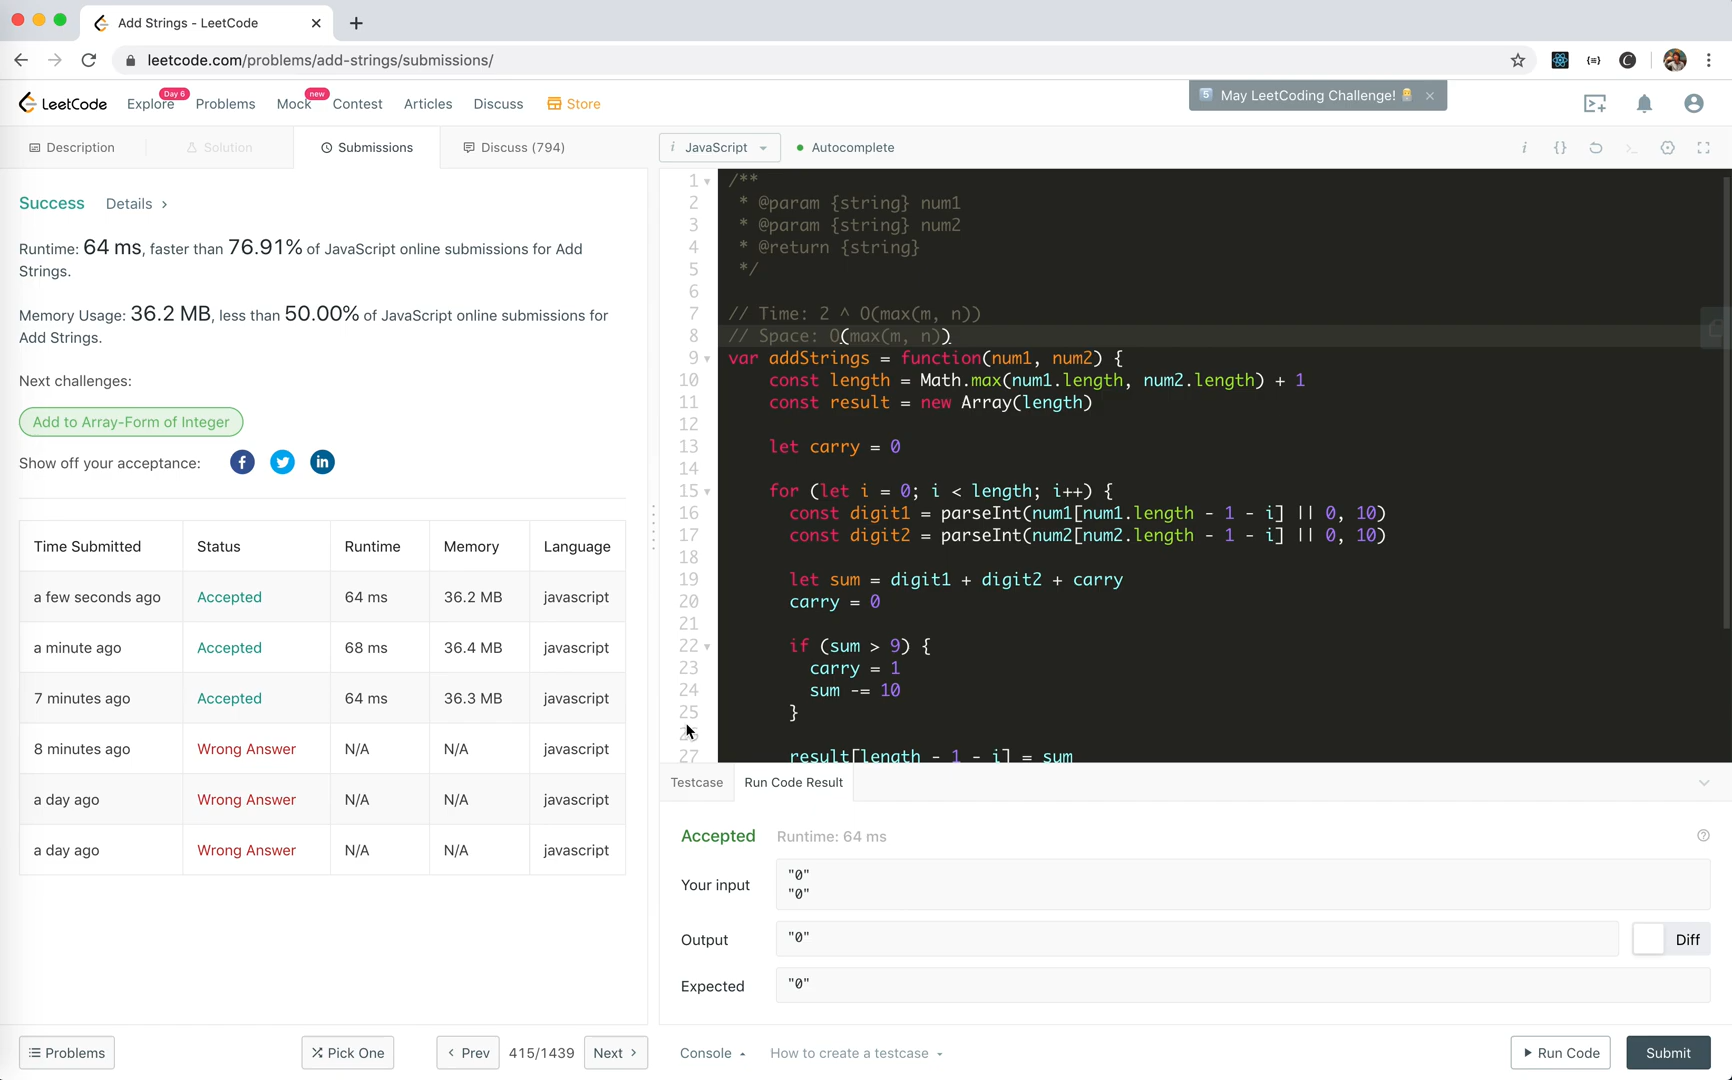 Add Strings - LeetCode
leetcode.com/problems/add-strings/submissions/
LeetCode Explore Day 6 Problems Mock new Contest Articles Discuss Store
5 May LeetCoding Challenge!
Description Solution Submissions Discuss (794)
i JavaScript Autocomplete
Success Details
Runtime: 64 ms, faster than 76.91% of JavaScript online submissions for Add
Strings.
Memory Usage: 36.2 MB, less than 50.00% of JavaScript online submissions for
Add Strings.
Next challenges:
Add to Array-Form of Integer
Show off your acceptance:
Time Submitted Status Runtime Memory Language
a few seconds ago Accepted 64 ms 36.2 MB javascript
a minute ago Accepted 68 ms 36.4 MB javascript
7 minutes ago Accepted 64 ms 36.3 MB javascript
8 minutes ago Wrong Answer N/A N/A javascript
a day ago Wrong Answer N/A N/A javascript
a day ago Wrong Answer N/A N/A javascript
1 /**
2 * @param {string} num1
3 * @param {string} num2
4 * @return {string}
5 */
6
7 // Time: 2 ^ O(max(m, n))
8 // Space: O(max(m, n))
9 var addStrings = function(num1, num2) {
10 const length = Math.max(num1.length, num2.length) + 1
11 const result = new Array(length)
12
13 let carry = 0
14
15 for (let i = 0; i < length; i++) {
16 const digit1 = parseInt(num1[num1.length - 1 - i] || 0, 10)
17 const digit2 = parseInt(num2[num2.length - 1 - i] || 0, 10)
18
19 let sum = digit1 + digit2 + carry
20 carry = 0
21
22 if (sum > 9) {
23 carry = 1
24 sum -= 10
25 }
26
27 result[length - 1 - i] = sum
Testcase Run Code Result
Accepted Runtime: 64 ms
Your input "0"
"0"
Output "0" Diff
Expected "0"
Problems Pick One Prev 415/1439 Next Console How to create a testcase Run Code Submit